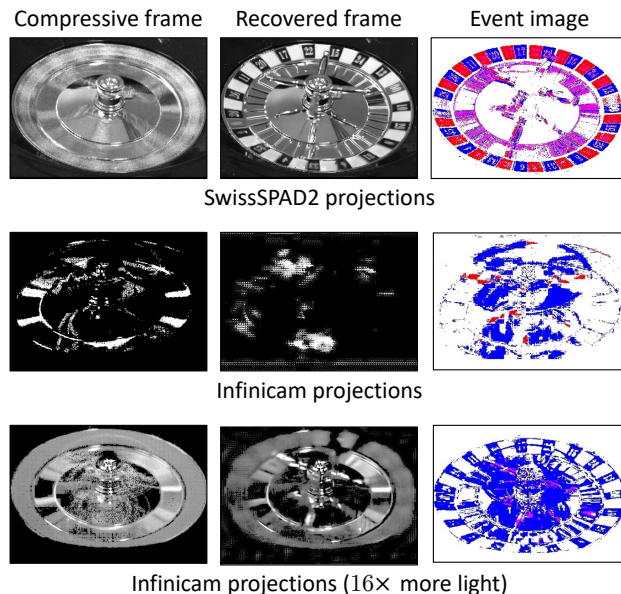 Compressive frame Recovered frame Event image
SwissSPAD2 projections
Infinicam projections
Infinicam projections (16× more light)